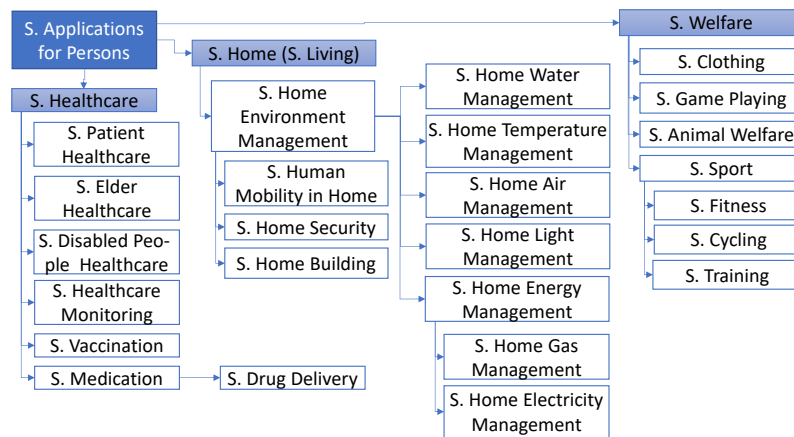 S. Applications
for Persons
S. Healthcare
S. Patient
Healthcare
S. Elder
Healthcare
S. Disabled Peo-
ple Healthcare
S. Healthcare
Monitoring
S. Vaccination
S. Medication
S. Drug Delivery
S. Home (S. Living)
S. Home
Environment
Management
S. Human
Mobility in Home
S. Home Security
S. Home Building
S. Home Water
Management
S. Home Temperature
Management
S. Home Air
Management
S. Home Light
Management
S. Home Energy
Management
S. Home Gas
Management
S. Home Electricity
Management
S. Welfare
S. Clothing
S. Game Playing
S. Animal Welfare
S. Sport
S. Fitness
S. Cycling
S. Training